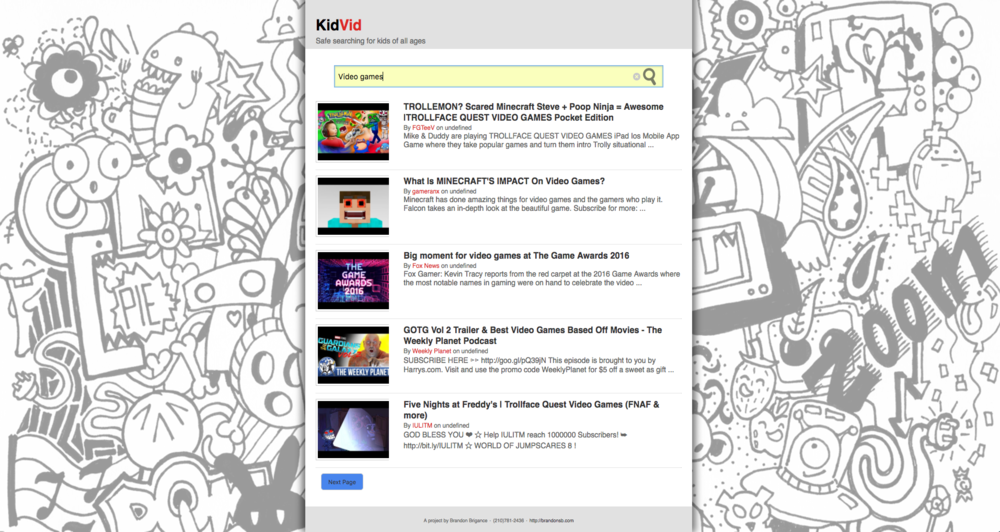 KidVid
Safe searching for kids of all ages
Video games
TROLLEMON? Scared Minecraft Steve + Poop Ninja = Awesome
!TROLLFACE QUEST VIDEO GAMES Pocket Edition
By FGTeeV on undefined
Mike & Duddy are playing TROLLFACE QUEST VIDEO GAMES iPad Ios Mobile App
Game where they take popular games and turn them intro Trolly situational ...
What is MINECRAFT'S IMPACT On Video Games?
By gameranx on undefined
Minecraft has done amazing things for video games and the gamers who play it.
Falcon takes an in-depth look at the beautiful game. Subscribe for more: ...
THE
GAME
AWARDS
2016
Big moment for video games at The Game Awards 2016
By Fox News on undefined
Fox Gamer: Kevin Tracy reports from the red carpet at the 2016 Game Awards where
the most notable names in gaming were on hand to celebrate the video ...
GUARDIANS
GALAXY
THE WEEKLY PLANET
GOTG Vol 2 Trailer & Best Video Games Based Off Movies - The
Weekly Planet Podcast
By Weekly Planet on undefined
SUBSCRIBE HERE ►► http://goo.gl/pQ39jN This episode is brought to you by
Harrys.com. Visit and use the promo code WeeklyPlanet for $5 off a sweet as gift ...
Five Nights at Freddy's | Trollface Quest Video Games (FNAF &
more)
By IULITM on undefined
GOD BLESS YOU ❤ ☆ Help IULITM reach 1000000 Subscribers! ➥
http://bit.ly/IULITM ☆ WORLD OF JUMPSCARES 8 !
Next Page
A project by Brandon Brigance - (210)781-0438 - http://brandonsb.com
PIE
zoom